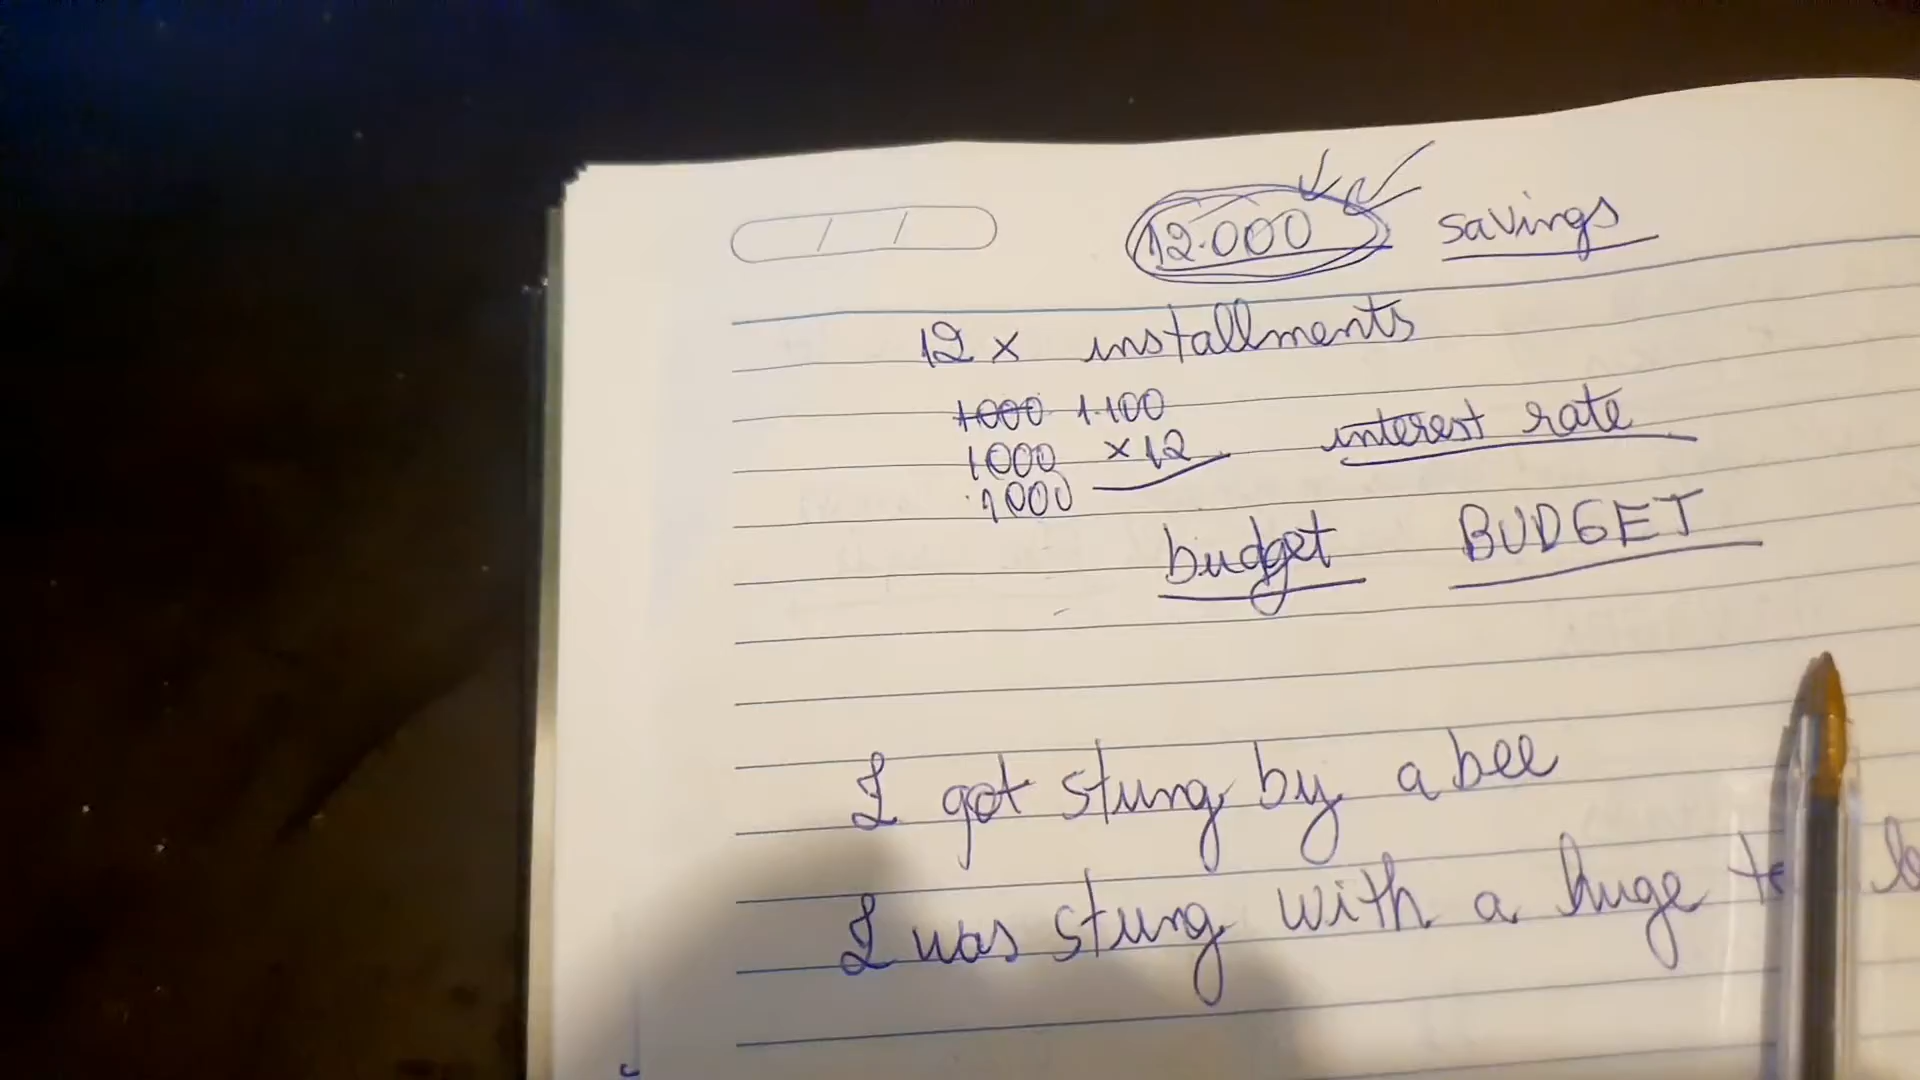 12.000 savings
12 x installments
1000 1.100
1000 x 12 interest rate
1000
budget BUDGET
I got stung by a bee
I was stung with a huge